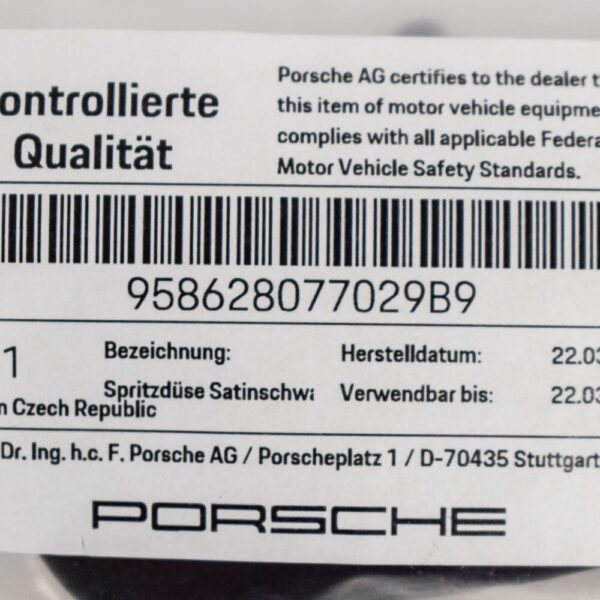 ontrollierte
Qualität
Porsche AG certifies to the dealer t
this item of motor vehicle equipme
complies with all applicable Federa
Motor Vehicle Safety Standards.
958628077029B9
1
Bezeichnung:
Herstelldatum:
22.03
Spritzdüse Satinschwa
Verwendbar bis:
22.03
n Czech Republic
Dr. Ing. h.c. F. Porsche AG / Porscheplatz 1 / D-70435 Stuttgart
PORSCHE